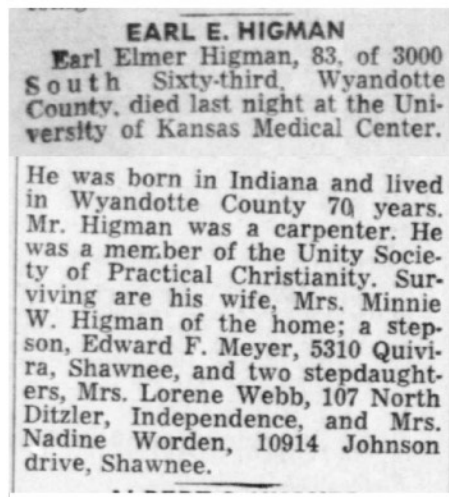 EARL E. HIGMAN
Earl Elmer Higman, 83, of 3000
South Sixty-third, Wyandotte
County, died last night at the Uni-
versity of Kansas Medical Center.
He was born in Indiana and lived
in Wyandotte County 70 years.
Mr. Higman was a carpenter. He
was a member of the Unity Socie-
ty of Practical Christianity. Sur-
viving are his wife, Mrs. Minnie
W. Higman of the home; a step-
son, Edward F. Meyer, 5310 Quivi-
ra, Shawnee, and two stepdaught-
ers, Mrs. Lorene Webb, 107 North
Ditzler, Independence, and Mrs.
Nadine Worden, 10914 Johnson
drive, Shawnee.